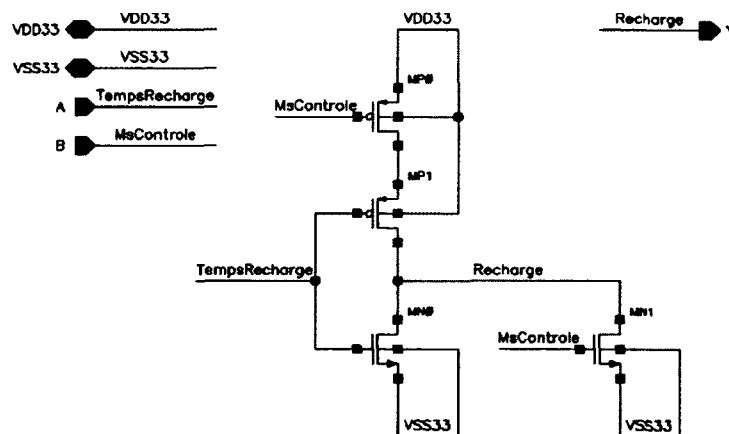 VDD33 VDD33 VDD33 Recharge Y
VSS33 VSS33
MP0
A TempsRecharge MsControle
B MsControle
MP1
TempsRecharge Recharge
MN0 MN1
MsControle
VSS33 VSS33